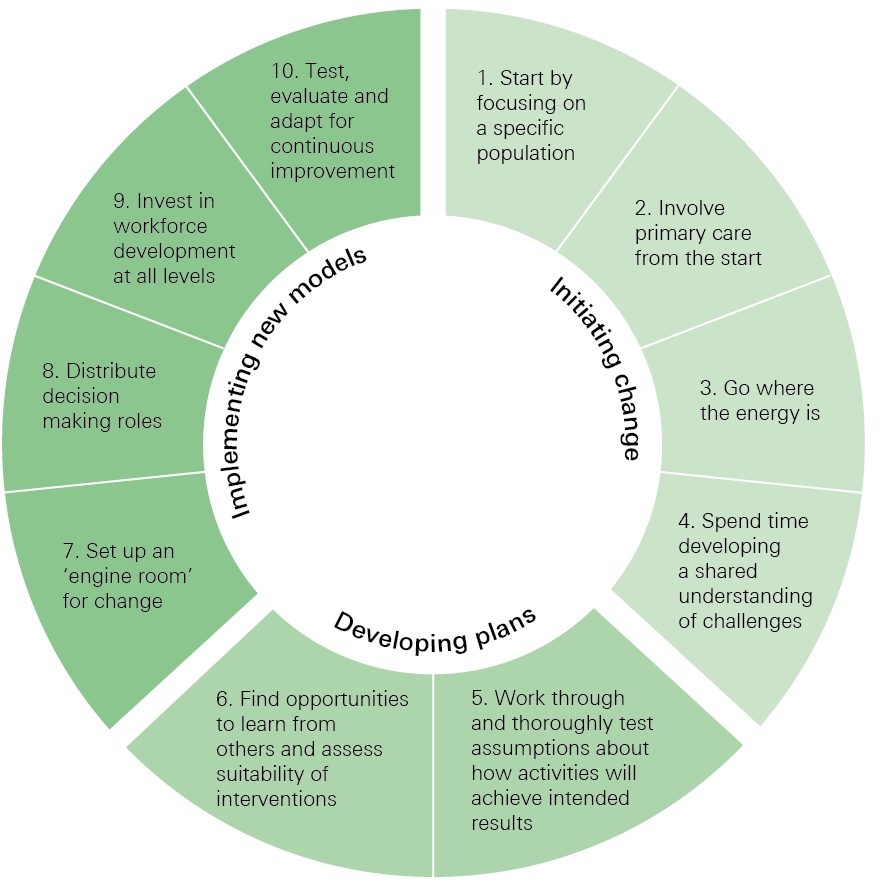 1. Start by
focusing on
a specific
population
2. Involve
primary care
from the start
3. Go where
the energy is
4. Spend time
developing
a shared
understanding
of challenges
Initiating change
5. Work through
and thoroughly test
assumptions about
how activities will
achieve intended
results
6. Find opportunities
to learn from
others and assess
suitability of
interventions
Developing plans
7. Set up an
‘engine room’
for change
8. Distribute
decision
making roles
9. Invest in
workforce
development
at all levels
10. Test,
evaluate and
adapt for
continuous
improvement
Implementing new models